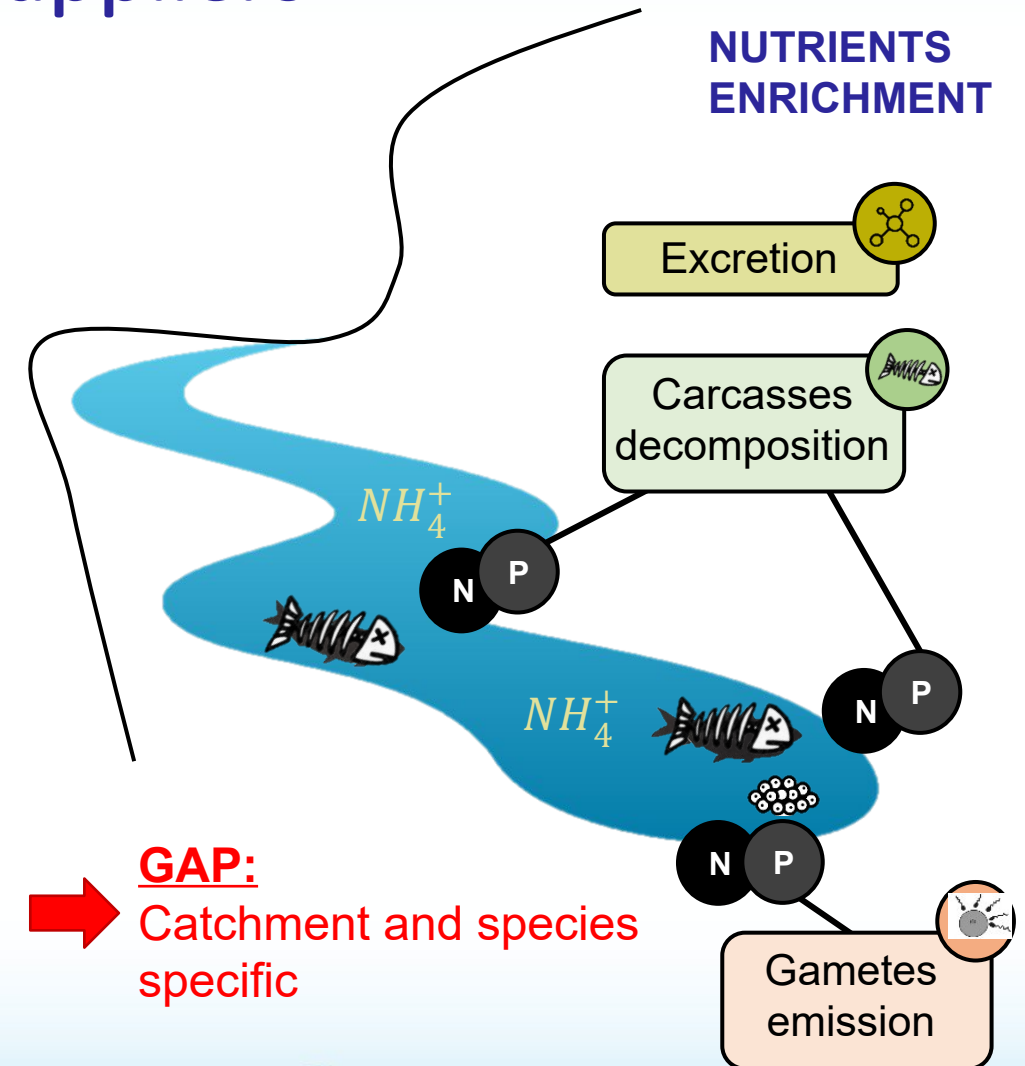 NUTRIENTS
ENRICHMENT
Excretion
Carcasses
decomposition
NH₄⁺
N P
N P
NH₄⁺
N P
GAP:
Catchment and species
specific
Gametes
emission